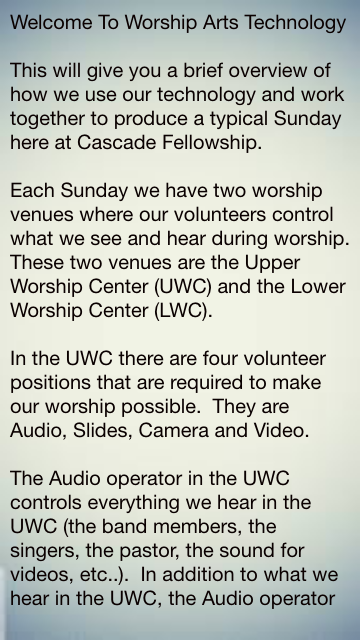 Welcome To Worship Arts Technology
This will give you a brief overview of
how we use our technology and work
together to produce a typical Sunday
here at Cascade Fellowship.
Each Sunday we have two worship
venues where our volunteers control
what we see and hear during worship.
These two venues are the Upper
Worship Center (UWC) and the Lower
Worship Center (LWC).
In the UWC there are four volunteer
positions that are required to make
our worship possible.  They are
Audio, Slides, Camera and Video.
The Audio operator in the UWC
controls everything we hear in the
UWC (the band members, the
singers, the pastor, the sound for
videos, etc..).  In addition to what we
hear in the UWC, the Audio operator